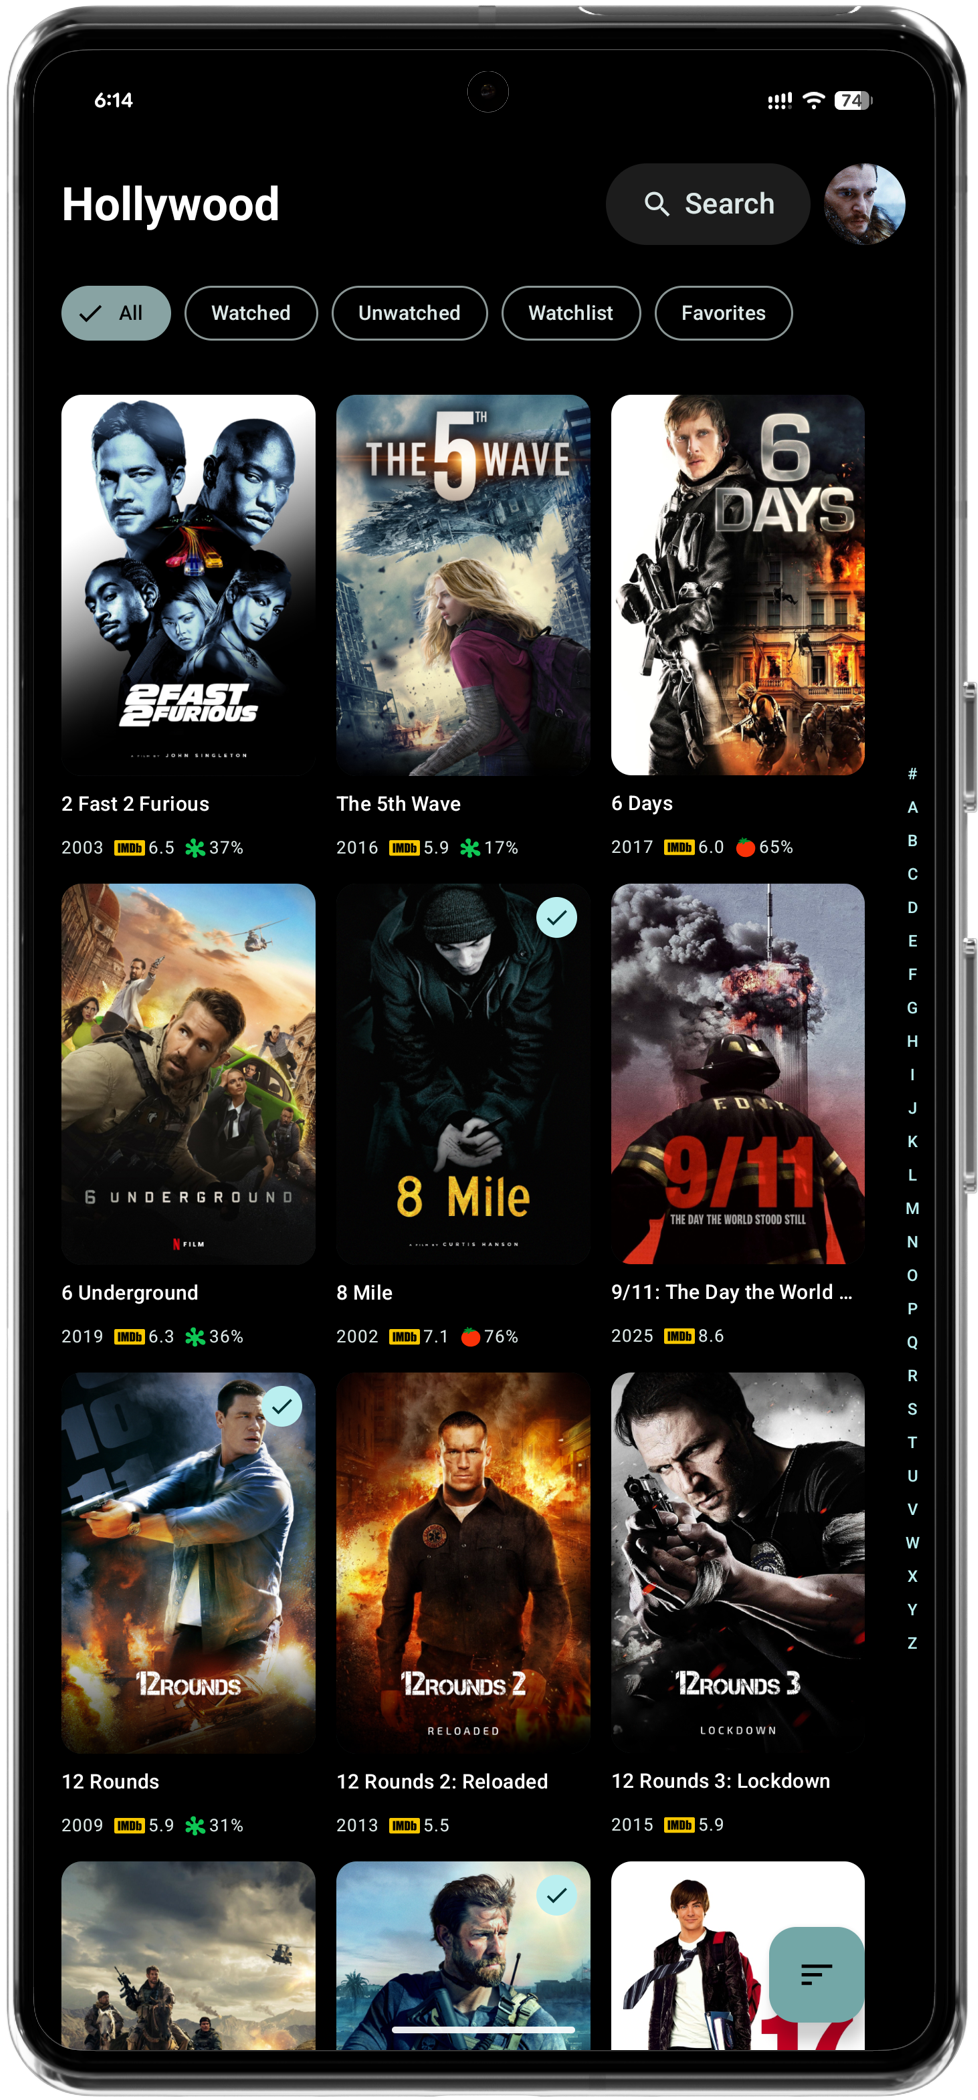 6:14
74
Hollywood
Search
All
Watched
Unwatched
Watchlist
Favorites
THE 5TH WAVE
6
DAYS
2 FAST
2 FURIOUS
A FILM BY JOHN SINGLETON
2 Fast 2 Furious
The 5th Wave
6 Days
2003 IMDb 6.5 37%
2016 IMDb 5.9 17%
2017 IMDb 6.0 65%
F.D.N.Y.
6 UNDERGROUND
N FILM
8 Mile
A FILM BY CURTIS HANSON
9/11
THE DAY THE WORLD STOOD STILL
6 Underground
8 Mile
9/11: The Day the World ...
2019 IMDb 6.3 36%
2002 IMDb 7.1 76%
2025 IMDb 8.6
10
11
12 ROUNDS
12 ROUNDS 2
RELOADED
12 ROUNDS 3
LOCKDOWN
12 Rounds
12 Rounds 2: Reloaded
12 Rounds 3: Lockdown
2009 IMDb 5.9 31%
2013 IMDb 5.5
2015 IMDb 5.9
17
#
A
B
C
D
E
F
G
H
I
J
K
L
M
N
O
P
Q
R
S
T
U
V
W
X
Y
Z